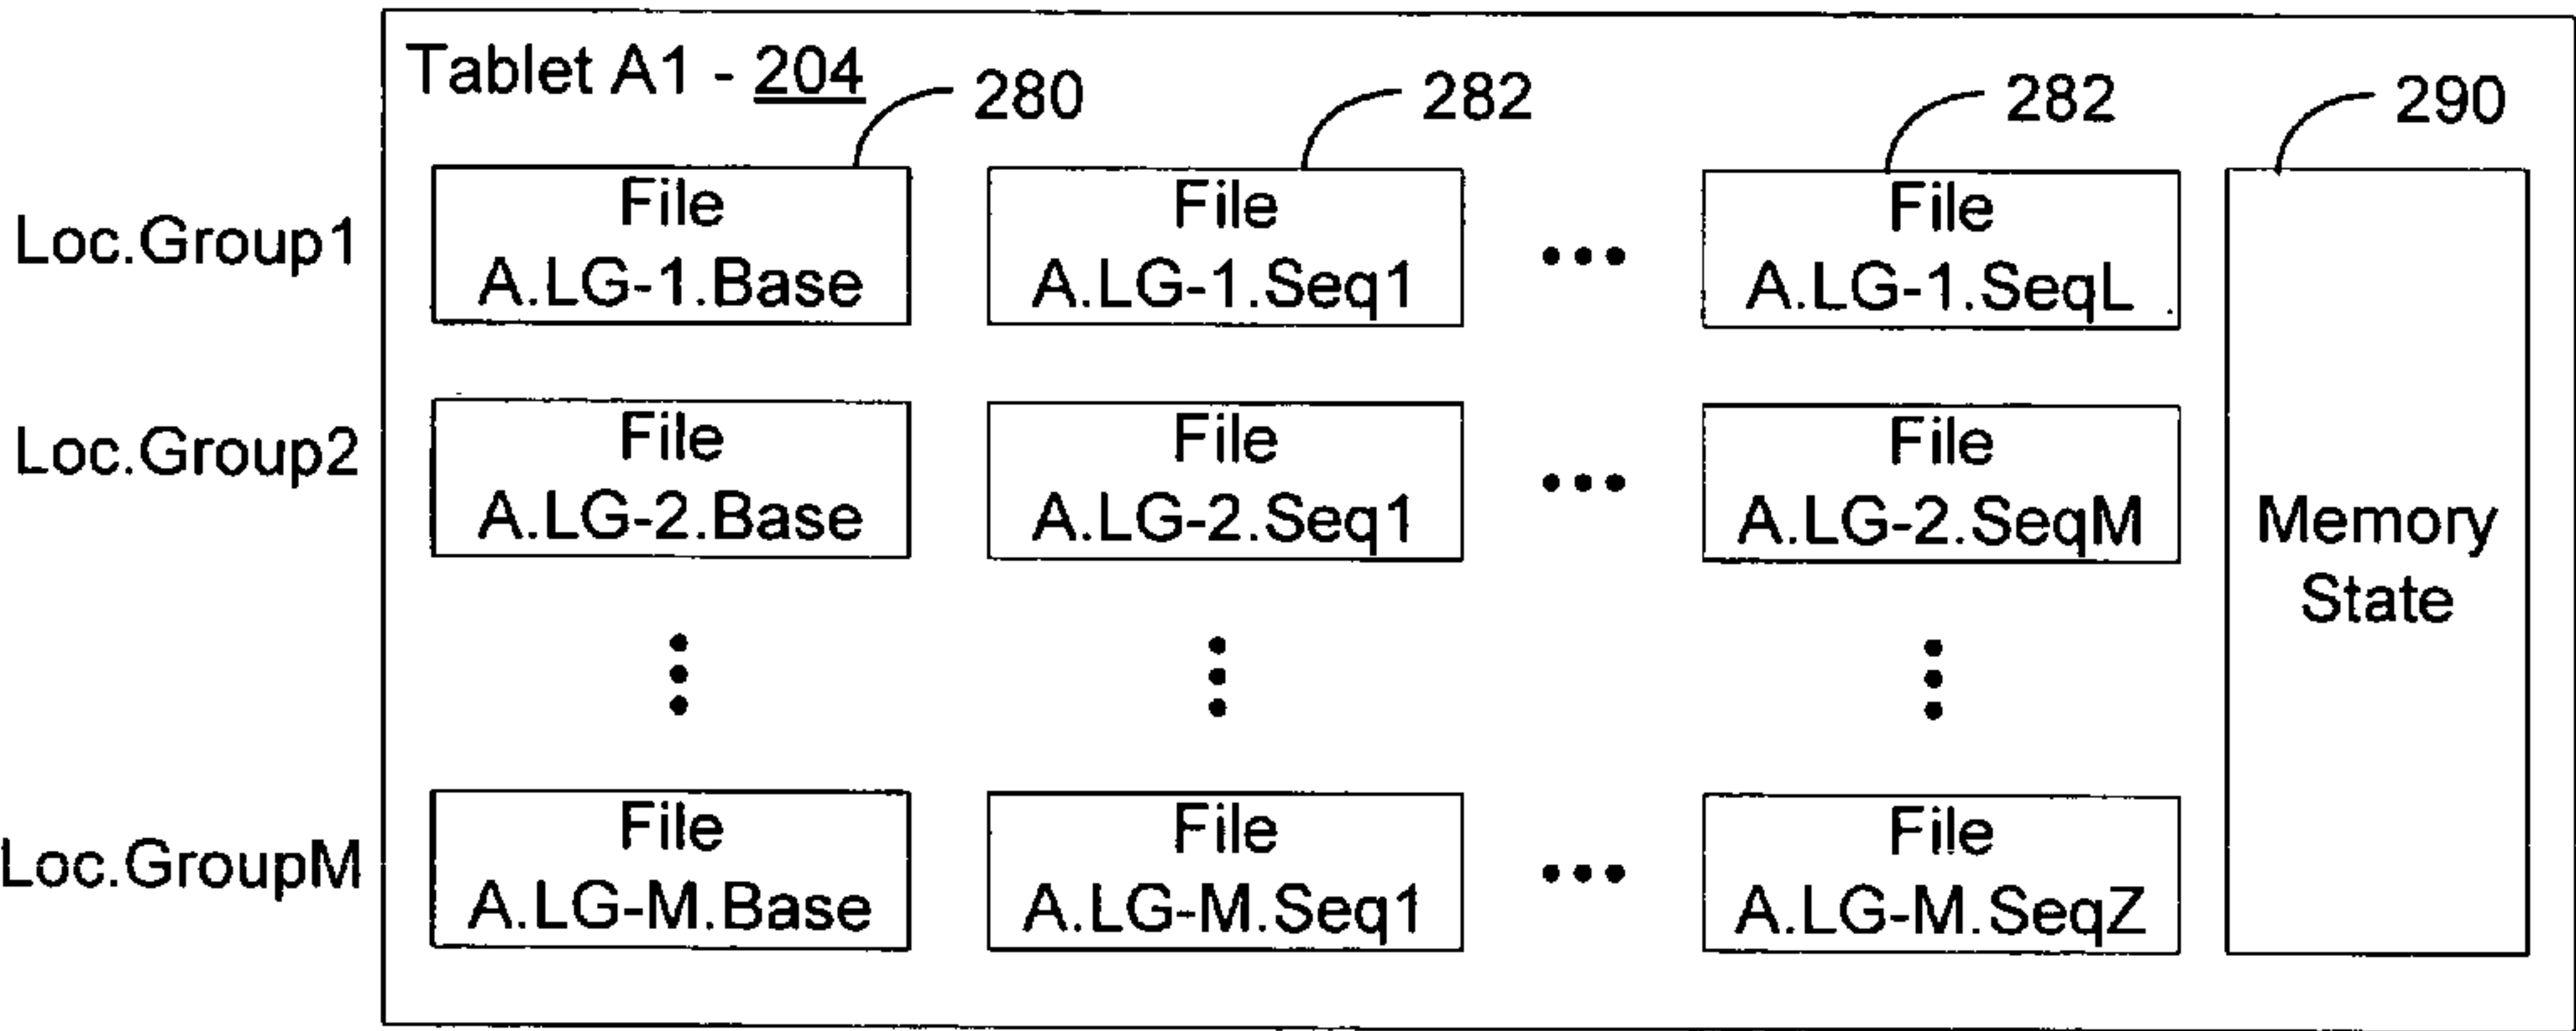 Tablet A1 - 204
280
282
282
290
Loc.Group1
File
A.LG-1.Base
File
A.LG-1.Seq1
File
A.LG-1.SeqL
Loc.Group2
File
A.LG-2.Base
File
A.LG-2.Seq1
File
A.LG-2.SeqM
Memory
State
Loc.GroupM
File
A.LG-M.Base
File
A.LG-M.Seq1
File
A.LG-M.SeqZ